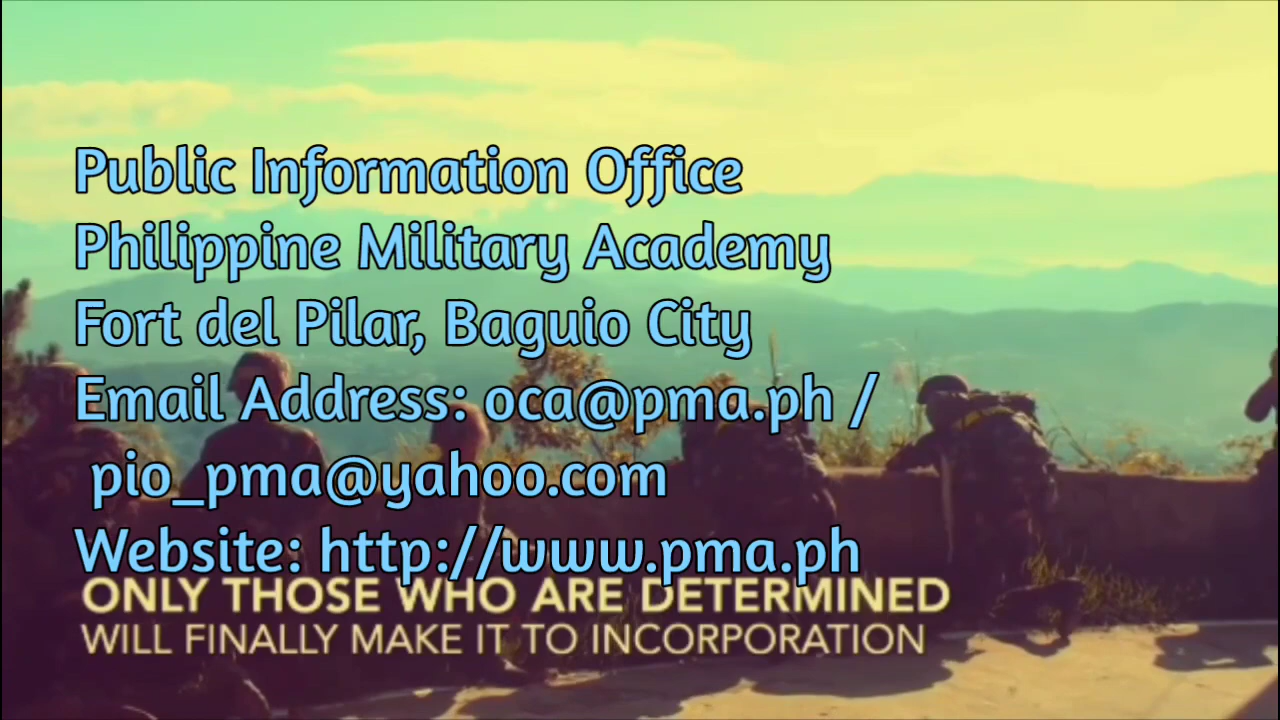 Public Information Office
Philippine Military Academy
Fort del Pilar, Baguio City
Email Address: oca@pma.ph /
pio_pma@yahoo.com
Website: http://www.pma.ph
ONLY THOSE WHO ARE DETERMINED
WILL FINALLY MAKE IT TO INCORPORATION